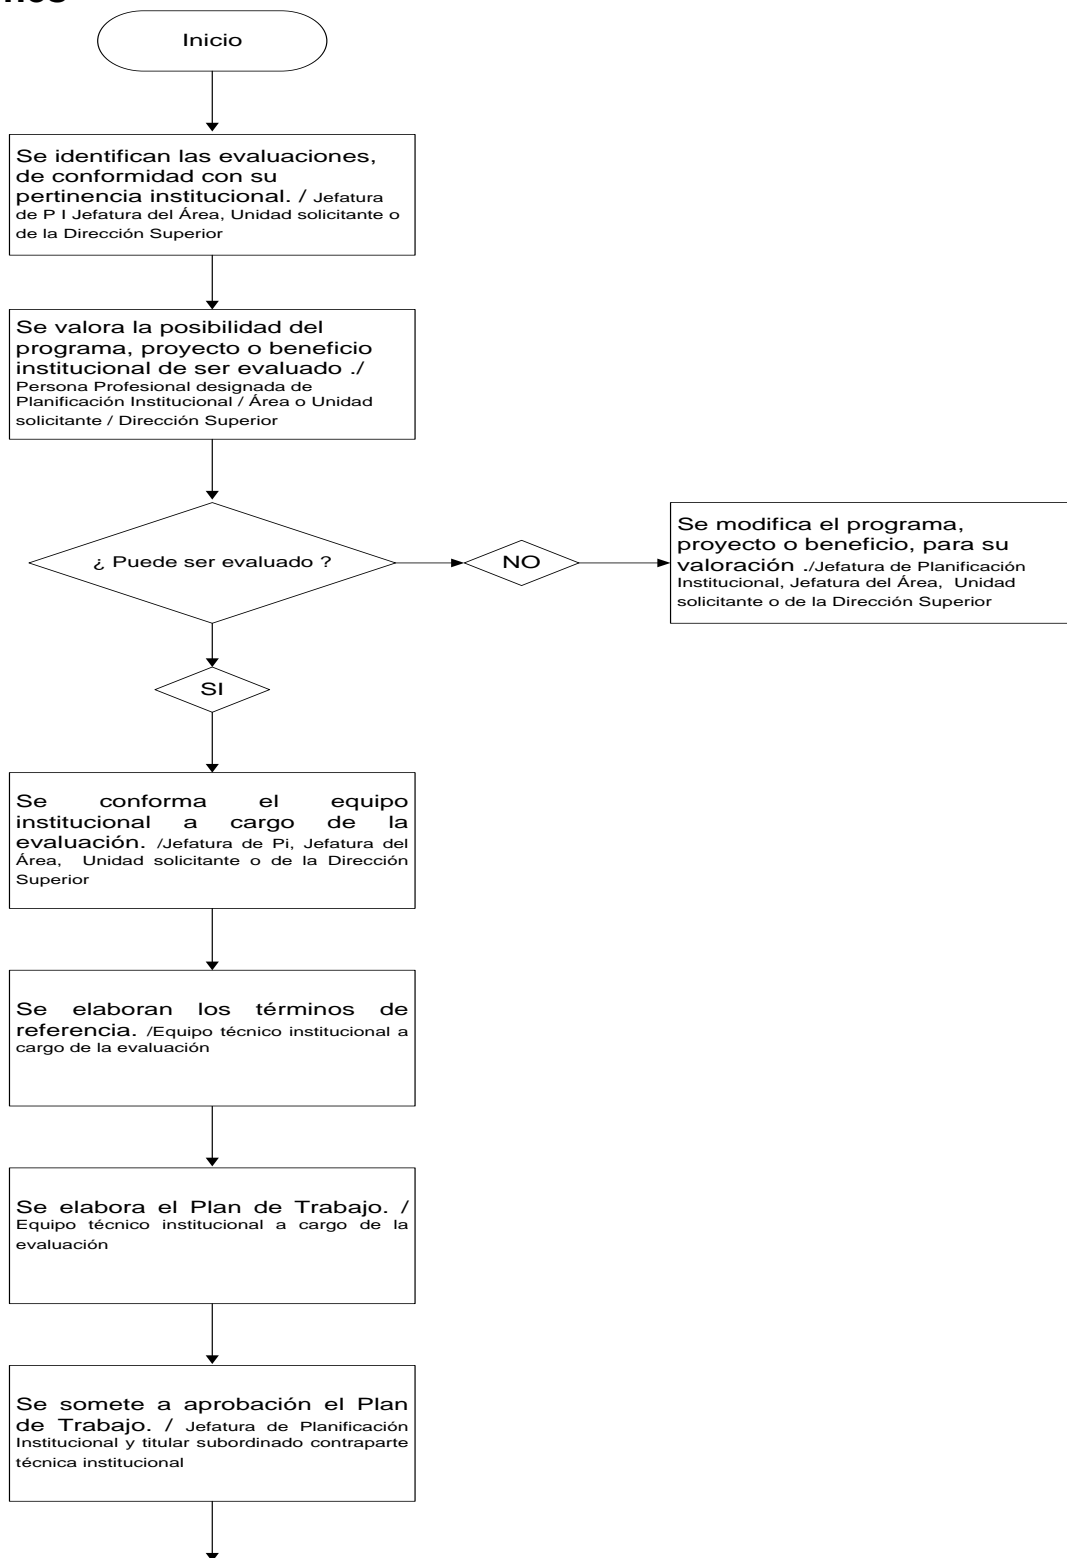 Inicio
Se identifican las evaluaciones,
de conformidad con su
pertinencia institucional. / Jefatura
de P I Jefatura del Área, Unidad solicitante o
de la Dirección Superior
Se valora la posibilidad del
programa, proyecto o beneficio
institucional de ser evaluado ./
Persona Profesional designada de
Planificación Institucional / Área o Unidad
solicitante / Dirección Superior
¿ Puede ser evaluado ?
NO
Se modifica el programa,
proyecto o beneficio, para su
valoración ./Jefatura de Planificación
Institucional, Jefatura del Área, Unidad
solicitante o de la Dirección Superior
SI
Se conforma el equipo
institucional a cargo de la
evaluación. /Jefatura de Pi, Jefatura del
Área, Unidad solicitante o de la Dirección
Superior
Se elaboran los términos de
referencia. /Equipo técnico institucional a
cargo de la evaluación
Se elabora el Plan de Trabajo. /
Equipo técnico institucional a cargo de la
evaluación
Se somete a aprobación el Plan
de Trabajo. / Jefatura de Planificación
Institucional y titular subordinado contraparte
técnica institucional